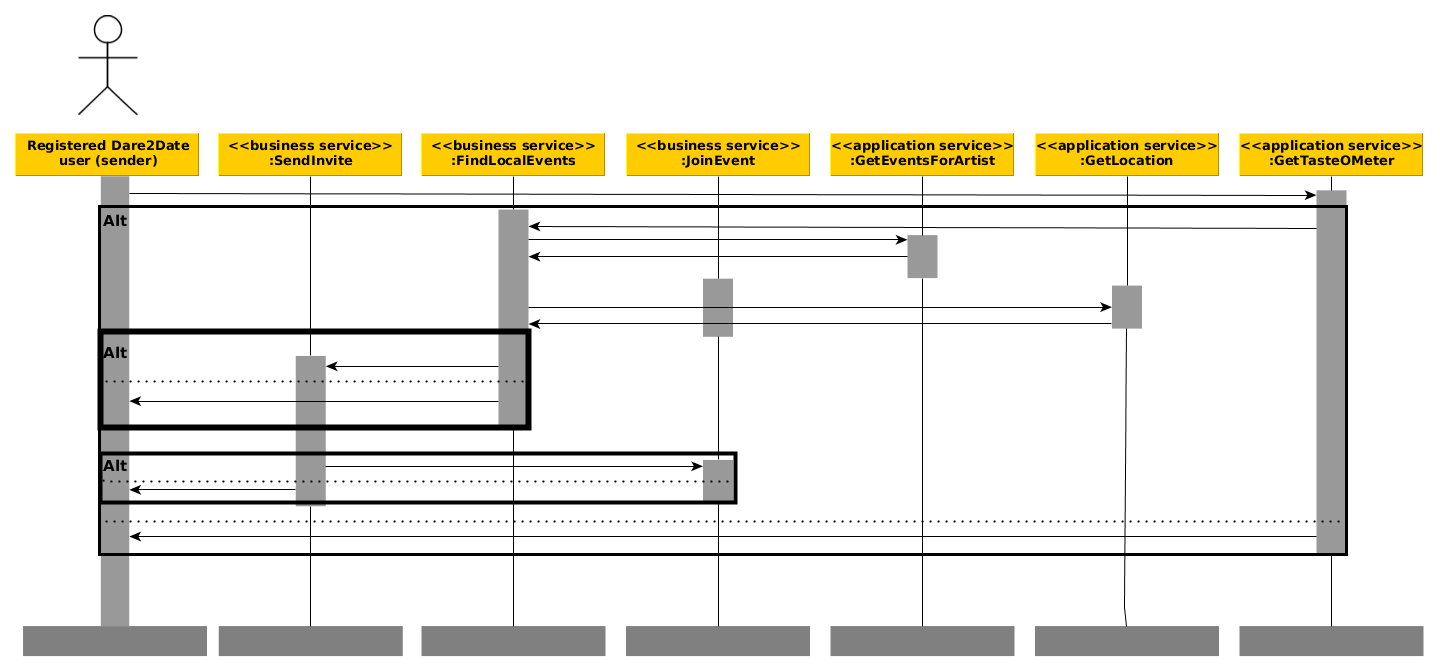 Registered Dare2Date
user (sender)
<<business service>>
:SendInvite
<<business service>>
:FindLocalEvents
<<business service>>
:JoinEvent
<<application service>>
:GetEventsForArtist
<<application service>>
:GetLocation
<<application service>>
:GetTasteOMeter
Alt
Alt
Alt